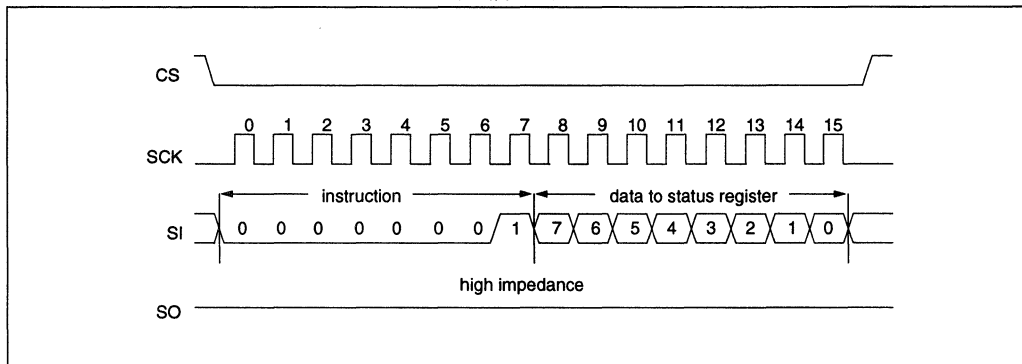 CS
0 1 2 3 4 5 6 7 8 9 10 11 12 13 14 15
SCK
instruction data to status register
SI 0 0 0 0 0 0 0 1 7 6 5 4 3 2 1 0
high impedance
SO